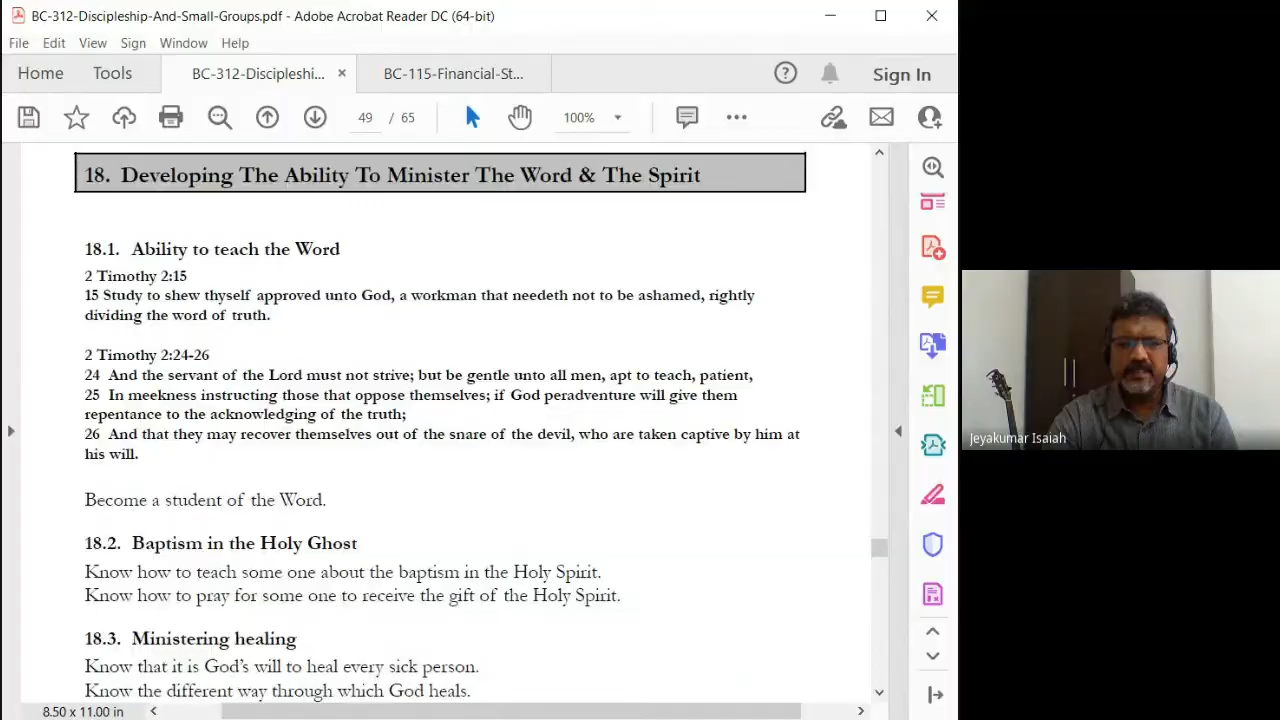 BC-312-Discipleship-And-Small-Groups.pdf - Adobe Acrobat Reader DC (64-bit)
File Edit View Sign Window Help
Home Tools BC-312-Discipleshi... × BC-115-Financial-St... Sign In
49 / 65 100%
18. Developing The Ability To Minister The Word & The Spirit
18.1. Ability to teach the Word
2 Timothy 2:15
15 Study to shew thyself approved unto God, a workman that needeth not to be ashamed, rightly
dividing the word of truth.
2 Timothy 2:24-26
24 And the servant of the Lord must not strive; but be gentle unto all men, apt to teach, patient,
25 In meekness instructing those that oppose themselves; if God peradventure will give them
repentance to the acknowledging of the truth;
26 And that they may recover themselves out of the snare of the devil, who are taken captive by him at
his will.
Become a student of the Word.
18.2. Baptism in the Holy Ghost
Know how to teach some one about the baptism in the Holy Spirit.
Know how to pray for some one to receive the gift of the Holy Spirit.
18.3. Ministering healing
Know that it is God's will to heal every sick person.
Know the different way through which God heals.
8.50 x 11.00 in
Jeyakumar Isaiah